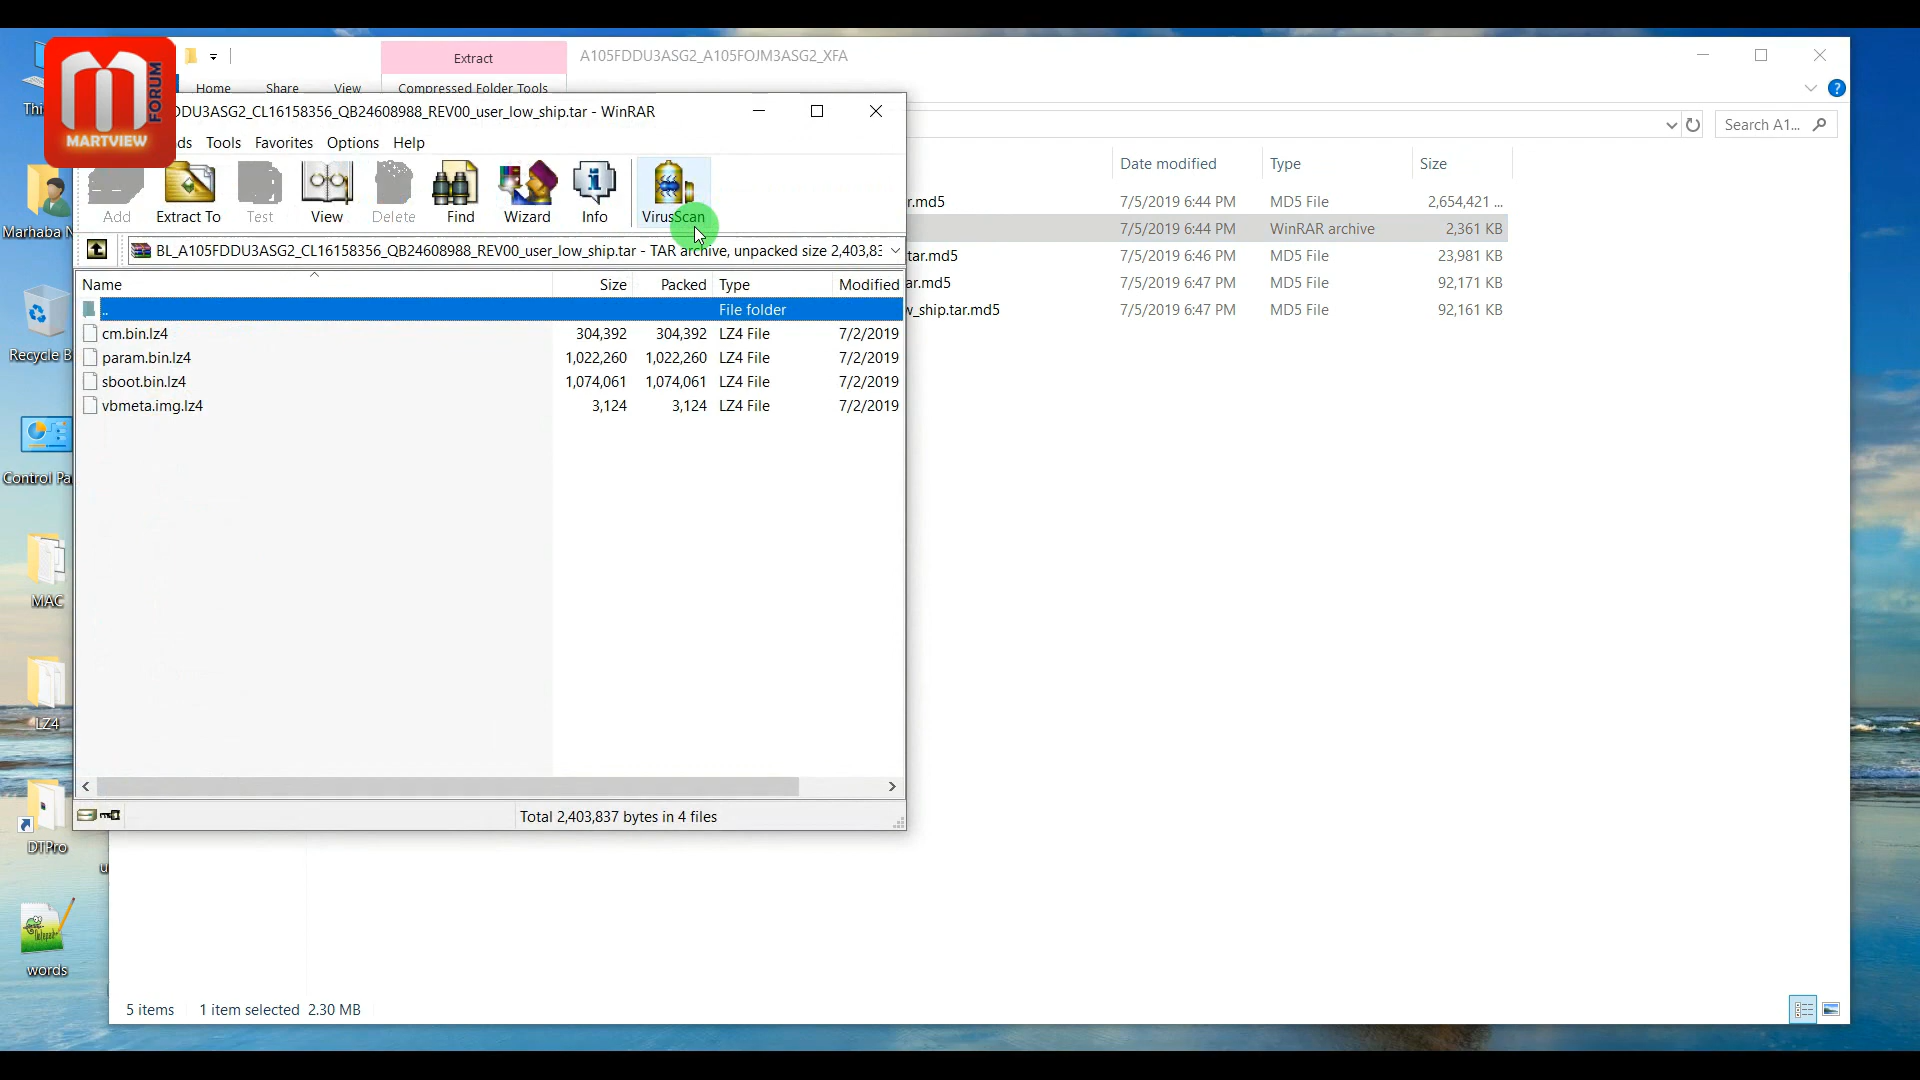 Extract
A105FDDU3ASG2_A105FOJM3ASG2_XFA
Home
Share
View
Compressed Folder Tools
FORUM
MARTVIEW
DDU3ASG2_CL16158356_QB24608988_REV00_user_low_ship.tar - WinRAR
ds
Tools
Favorites
Options
Help
Search A1...
Add
Extract To
Test
View
Delete
Find
Wizard
Info
VirusScan
BL_A105FDDU3ASG2_CL16158356_QB24608988_REV00_user_low_ship.tar - TAR archive, unpacked size 2,403,83
Name Size Packed Type Modified
.. File folder
cm.bin.lz4 304,392 304,392 LZ4 File 7/2/2019
param.bin.lz4 1,022,260 1,022,260 LZ4 File 7/2/2019
sboot.bin.lz4 1,074,061 1,074,061 LZ4 File 7/2/2019
vbmeta.img.lz4 3,124 3,124 LZ4 File 7/2/2019
Total 2,403,837 bytes in 4 files
Date modified Type Size
r.md5 7/5/2019 6:44 PM MD5 File 2,654,421 ...
7/5/2019 6:44 PM WinRAR archive 2,361 KB
tar.md5 7/5/2019 6:46 PM MD5 File 23,981 KB
ar.md5 7/5/2019 6:47 PM MD5 File 92,171 KB
w_ship.tar.md5 7/5/2019 6:47 PM MD5 File 92,161 KB
Thi
Marhaba N
Recycle B
Control Pa
MAC
LZ4
DTPro
words
5 items 1 item selected 2.30 MB